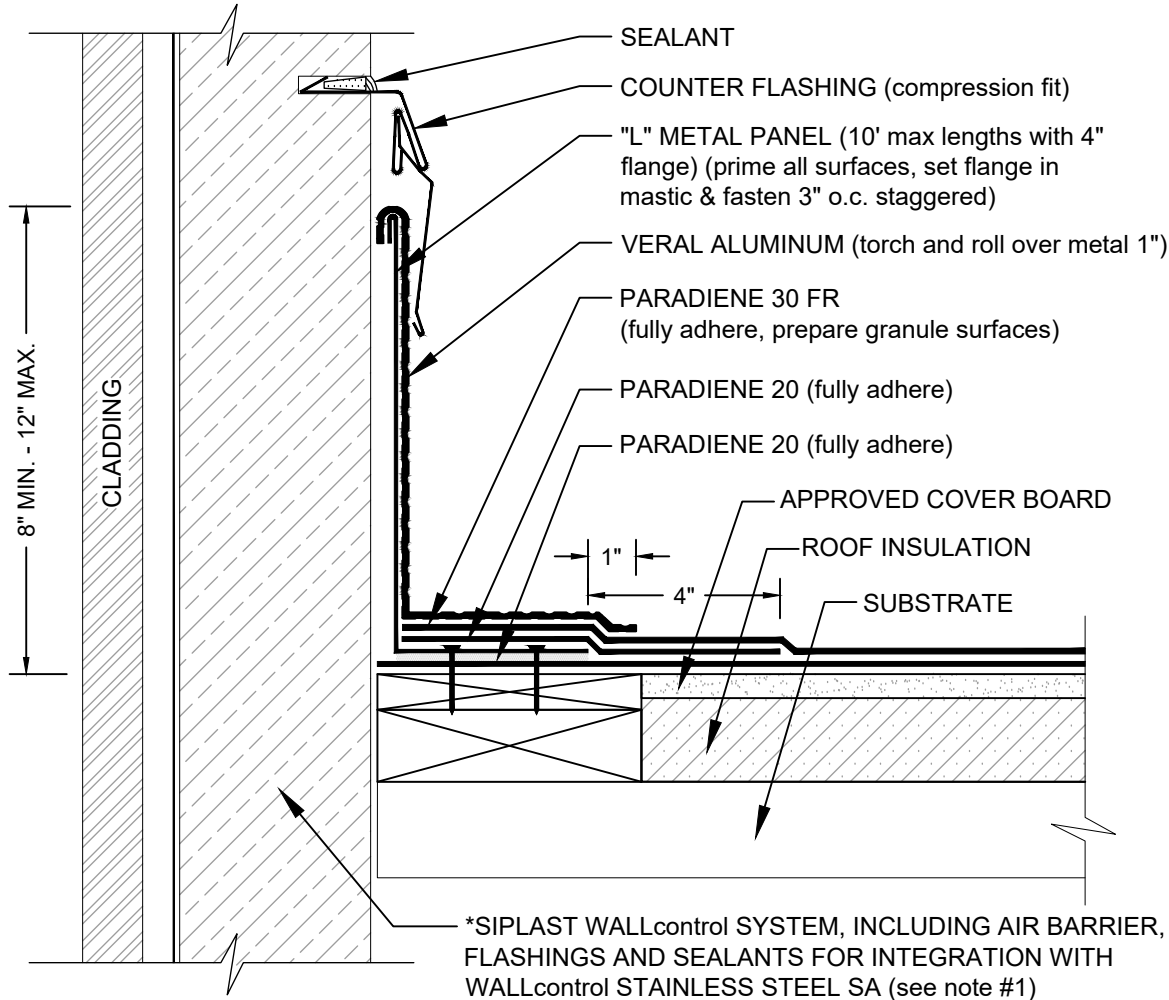 SEALANT
COUNTER FLASHING (compression fit)
"L" METAL PANEL (10' max lengths with 4"
flange) (prime all surfaces, set flange in
mastic & fasten 3" o.c. staggered)
VERAL ALUMINUM (torch and roll over metal 1")
PARADIENE 30 FR
(fully adhere, prepare granule surfaces)
PARADIENE 20 (fully adhere)
PARADIENE 20 (fully adhere)
APPROVED COVER BOARD
ROOF INSULATION
SUBSTRATE
8" MIN. - 12" MAX.
CLADDING
1"
4"
*SIPLAST WALLcontrol SYSTEM, INCLUDING AIR BARRIER,
FLASHINGS AND SEALANTS FOR INTEGRATION WITH
WALLcontrol STAINLESS STEEL SA (see note #1)